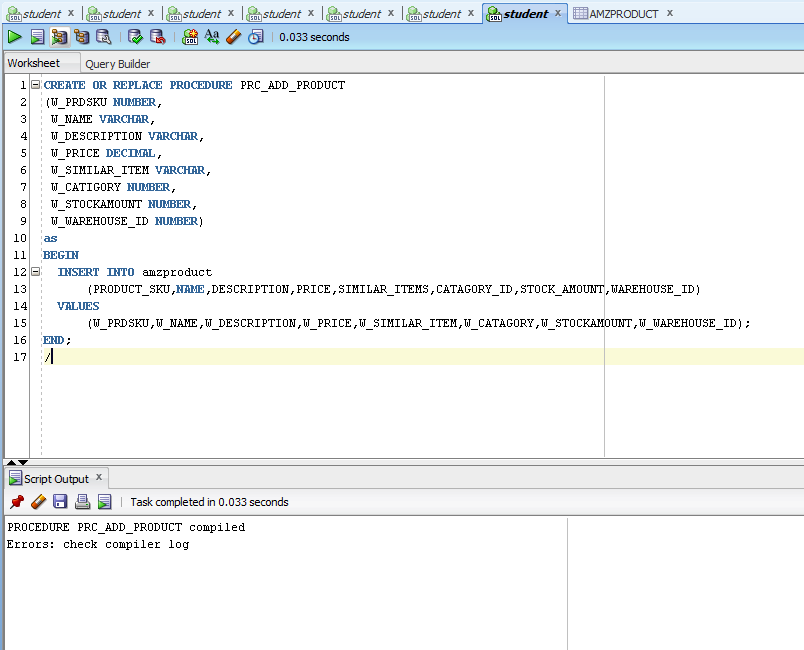 student x student x student x student x student x student x student x AMZPRODUCT x
SQL Aa 0.033 seconds
Worksheet Query Builder
1 CREATE OR REPLACE PROCEDURE PRC_ADD_PRODUCT
2 (W_PRDSKU NUMBER,
3 W_NAME VARCHAR,
4 W_DESCRIPTION VARCHAR,
5 W_PRICE DECIMAL,
6 W_SIMILAR_ITEM VARCHAR,
7 W_CATIGORY NUMBER,
8 W_STOCKAMOUNT NUMBER,
9 W_WAREHOUSE_ID NUMBER)
10 as
11 BEGIN
12 INSERT INTO amzproduct
13 (PRODUCT_SKU,NAME,DESCRIPTION,PRICE,SIMILAR_ITEMS,CATAGORY_ID,STOCK_AMOUNT,WAREHOUSE_ID)
14 VALUES
15 (W_PRDSKU,W_NAME,W_DESCRIPTION,W_PRICE,W_SIMILAR_ITEM,W_CATAGORY,W_STOCKAMOUNT,W_WAREHOUSE_ID);
16 END;
17 /
Script Output x
Task completed in 0.033 seconds
PROCEDURE PRC_ADD_PRODUCT compiled
Errors: check compiler log